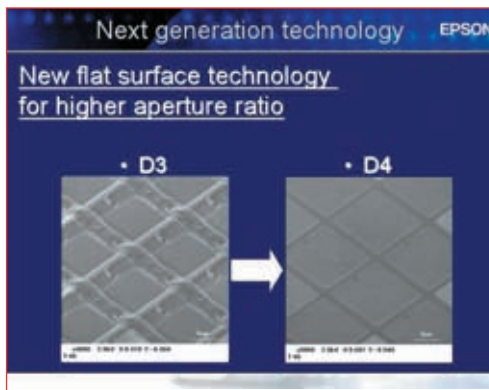 Next generation technology EPSON
New flat surface technology
for higher aperture ratio
• D3
• D4